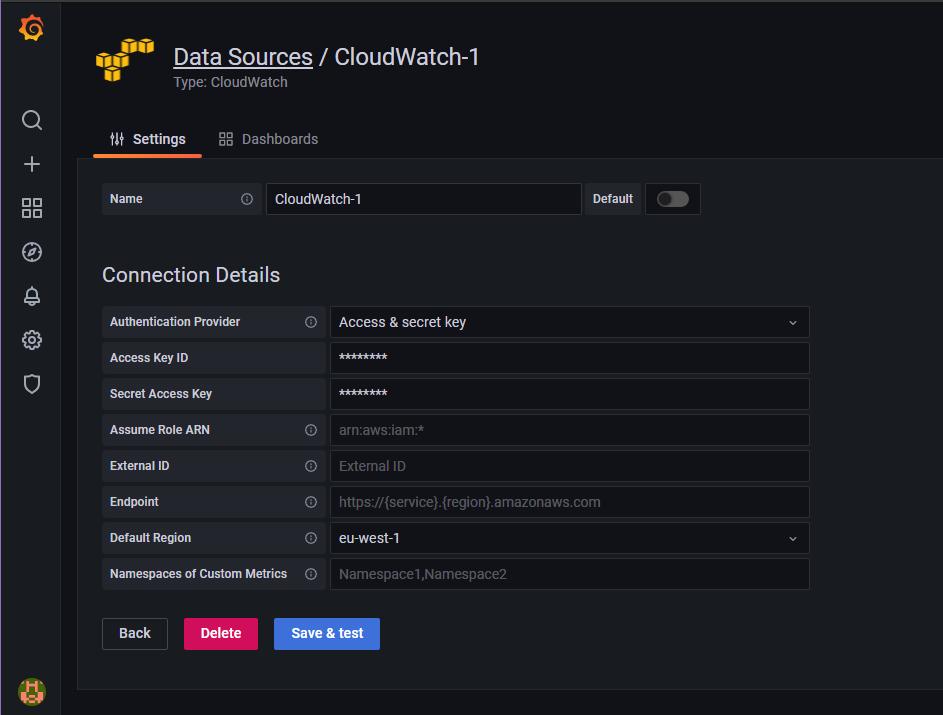 Data Sources / CloudWatch-1
Type: CloudWatch
Settings Dashboards
Name CloudWatch-1 Default
Connection Details
Authentication Provider Access & secret key
Access Key ID ********
Secret Access Key ********
Assume Role ARN arn:aws:iam:*
External ID External ID
Endpoint https://{service}.{region}.amazonaws.com
Default Region eu-west-1
Namespaces of Custom Metrics Namespace1,Namespace2
Back Delete Save & test